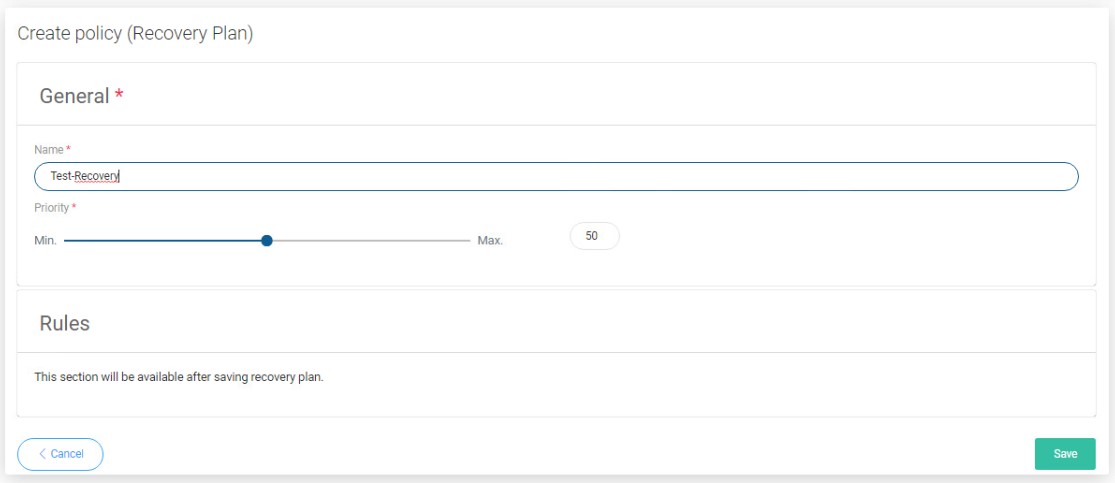 Create policy (Recovery Plan)
General *
Name *
Test-Recovery
Priority *
Min. Max. 50
Rules
This section will be available after saving recovery plan.
< Cancel Save